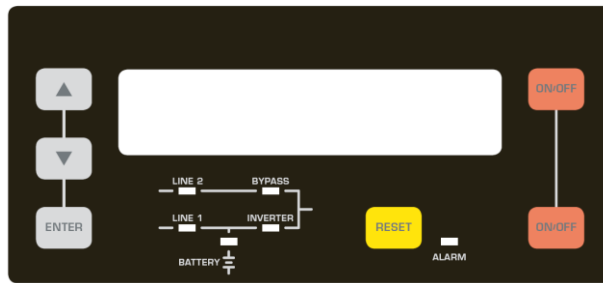 ON/OFF
LINE 2 BYPASS
LINE 1 INVERTER
ENTER
RESET
ON/OFF
BATTERY
ALARM